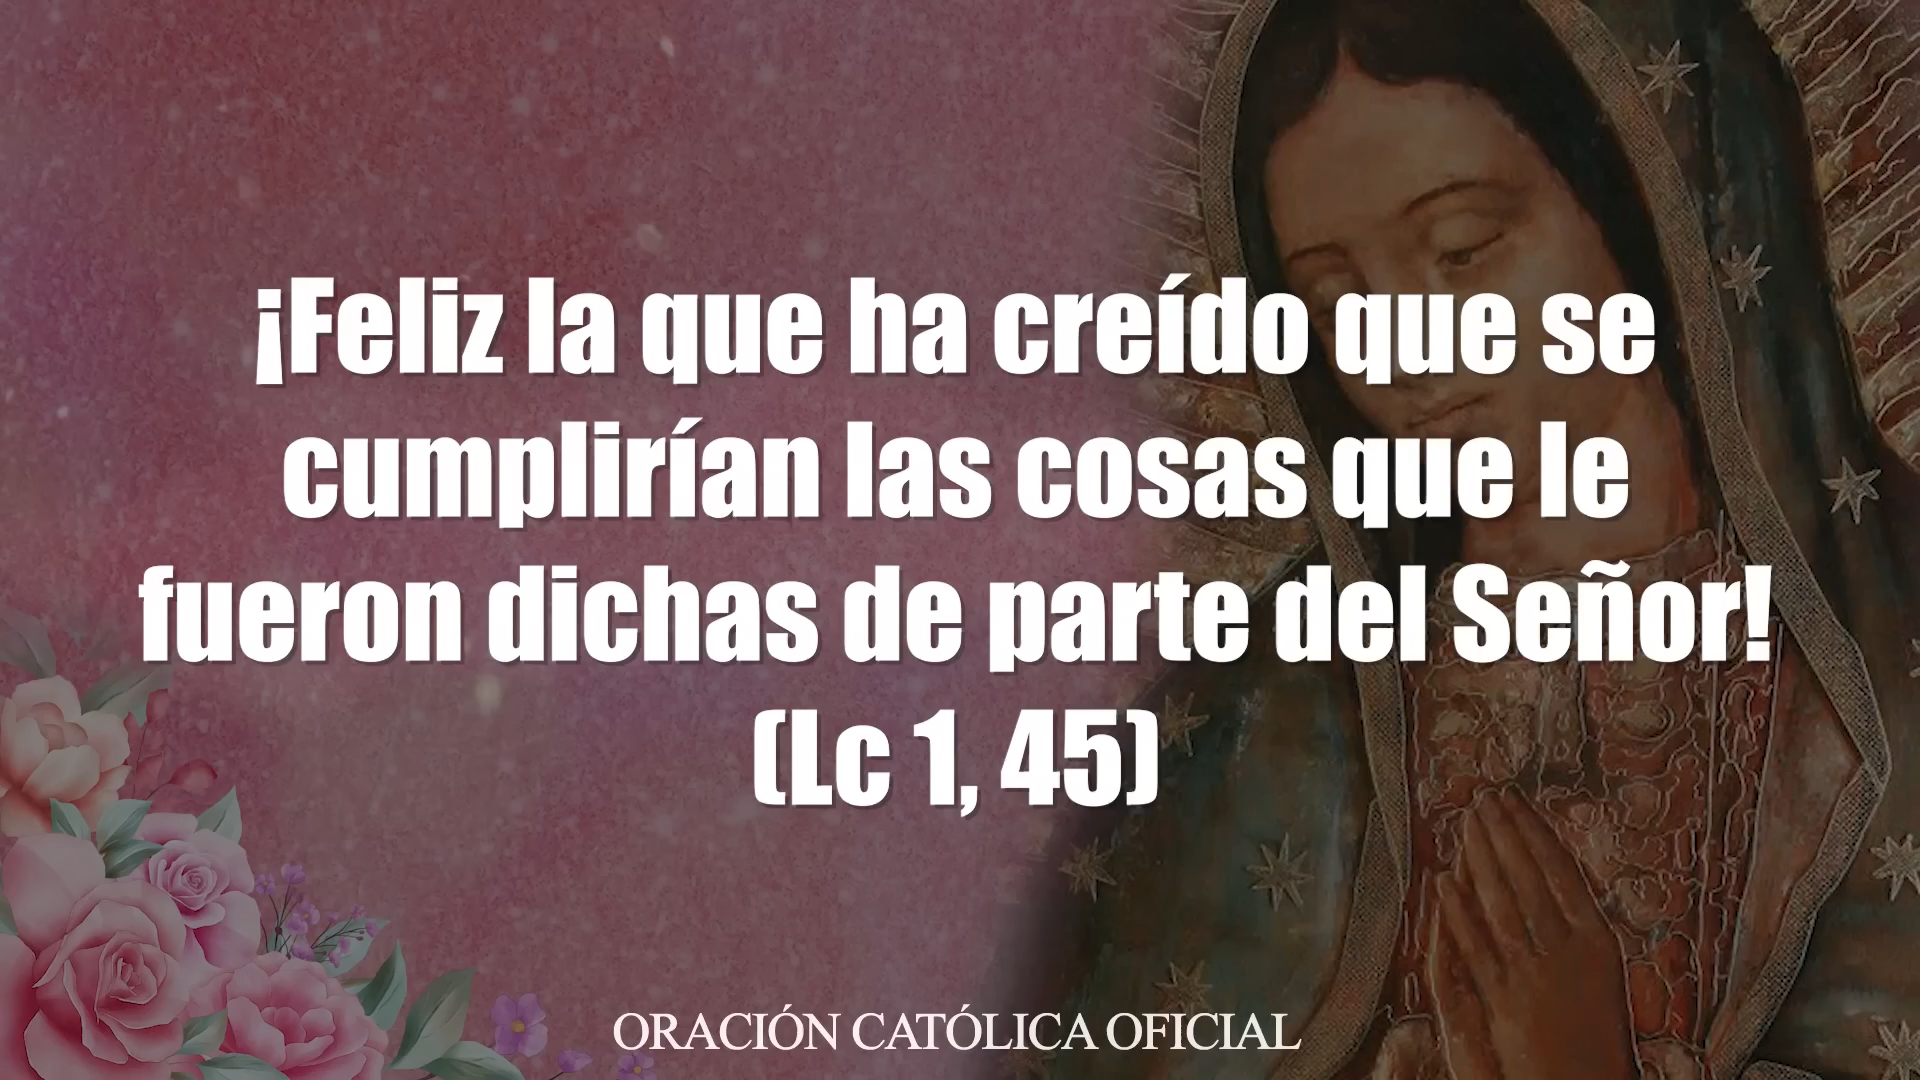 ¡Feliz la que ha creído que se
cumplirían las cosas que le
fueron dichas de parte del Señor!
(Lc 1, 45)
ORACIÓN CATÓLICA OFICIAL